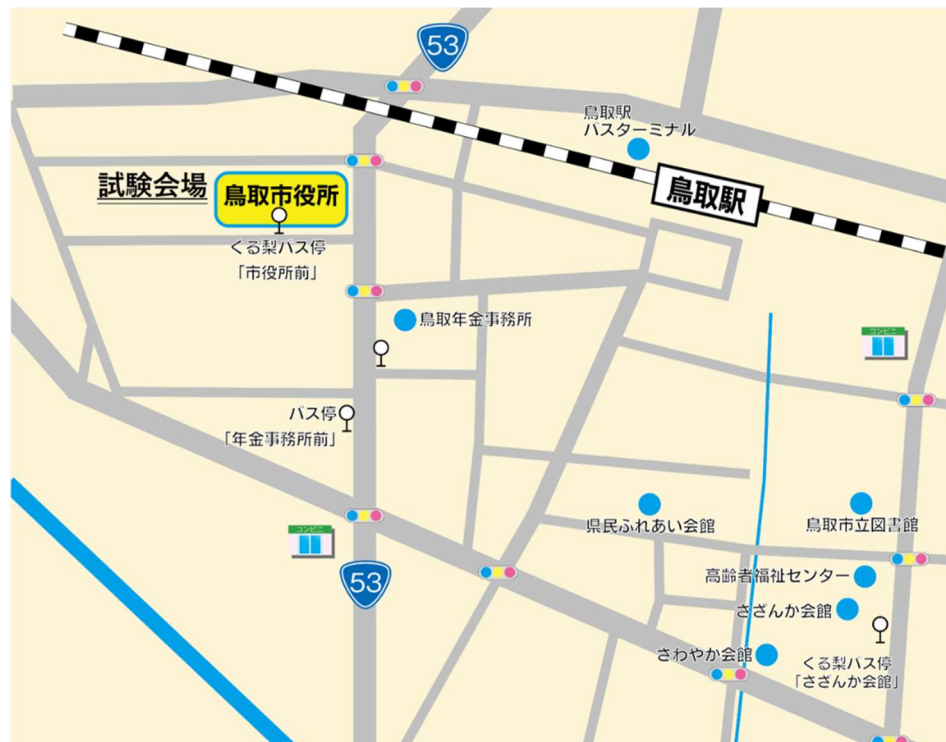 53
鳥取駅
バスターミナル
鳥取駅
試験会場
鳥取市役所
くる梨バス停
「市役所前」
鳥取年金事務所
コンビニ
バス停
「年金事務所前」
県民ふれあい会館
鳥取市立図書館
コンビニ
53
高齢者福祉センター
さざんか会館
さわやか会館
くる梨バス停
「さざんか会館」